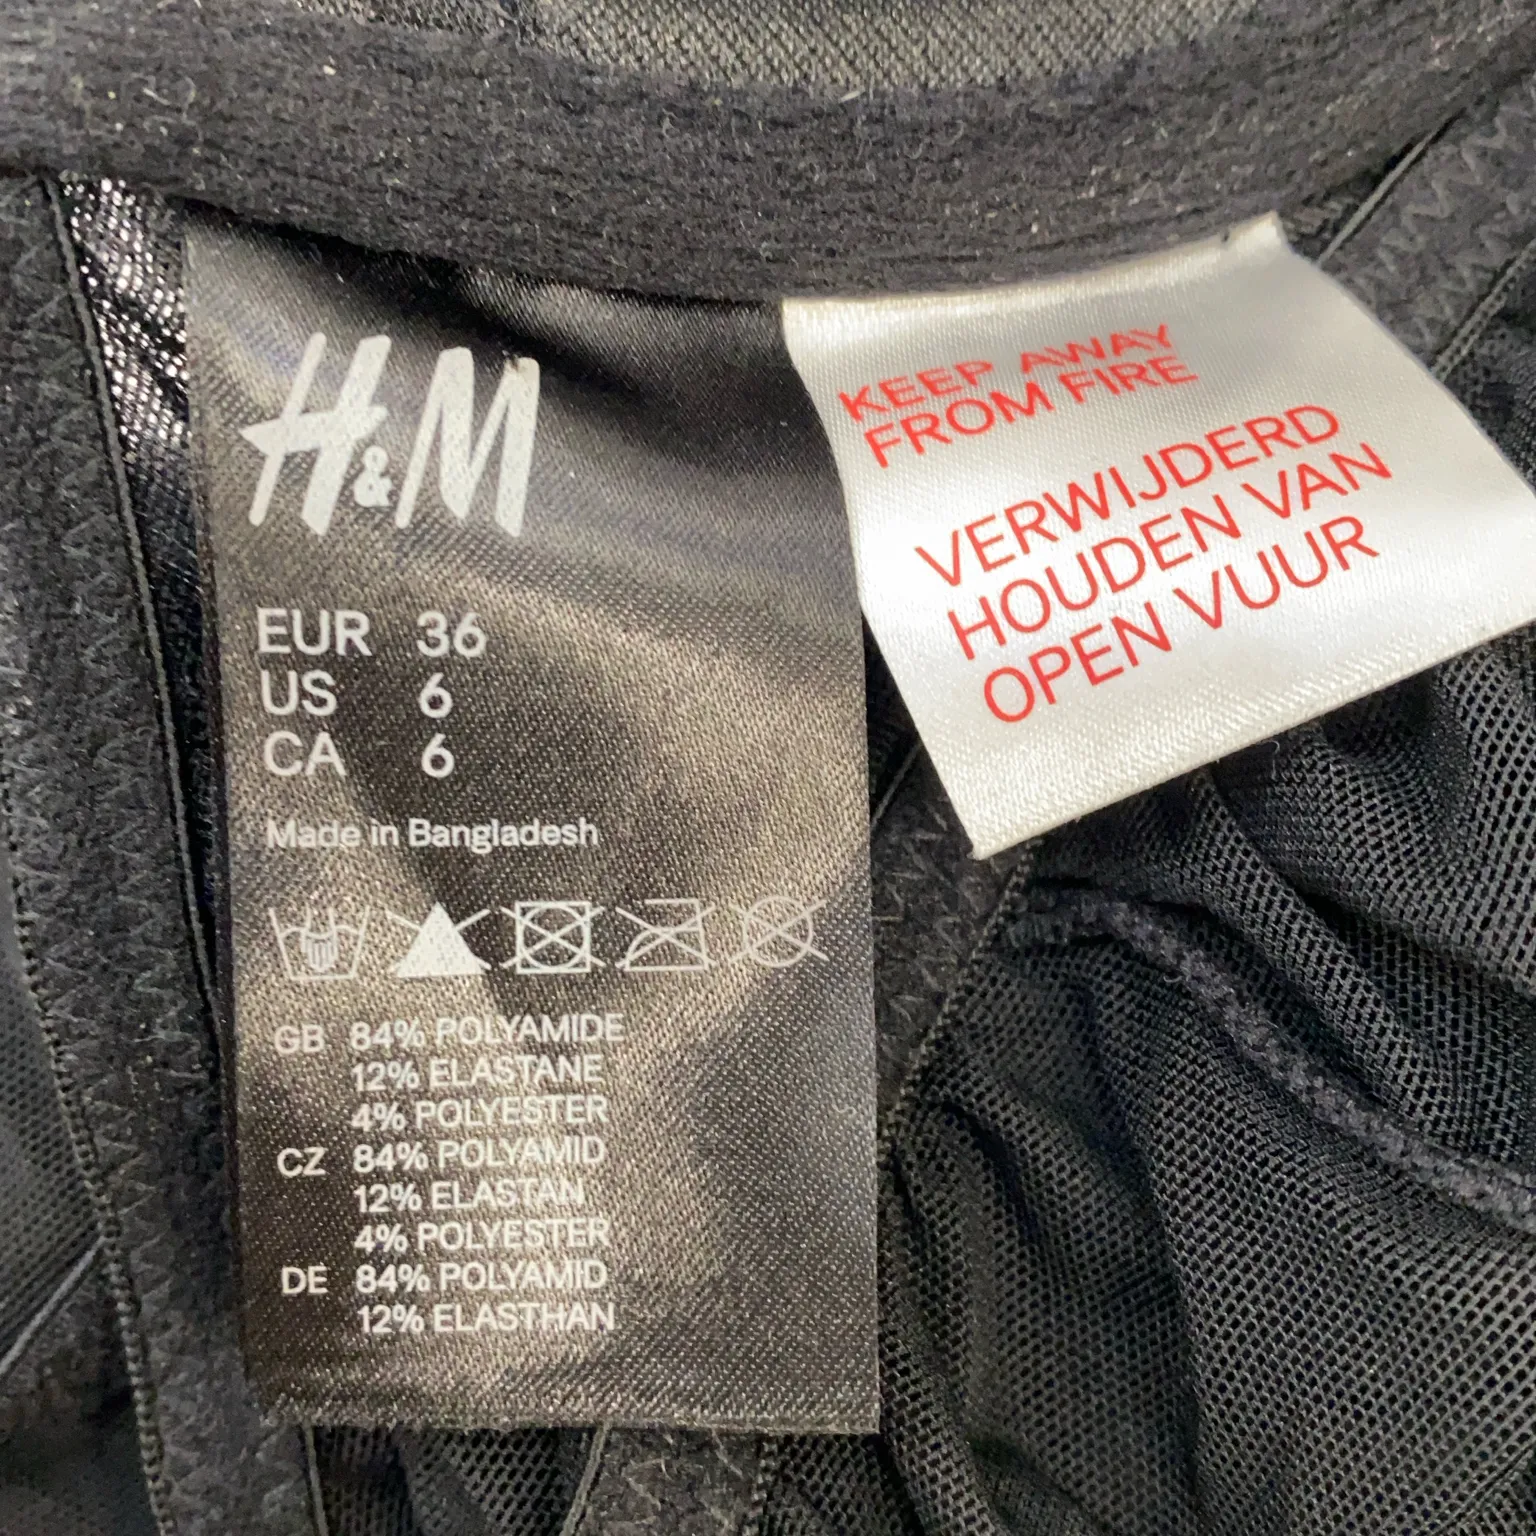 H&M
EUR 36
US 6
CA 6
Made in Bangladesh
GB 84% POLYAMIDE
12% ELASTANE
4% POLYESTER
CZ 84% POLYAMID
12% ELASTAN
4% POLYESTER
DE 84% POLYAMID
12% ELASTHAN
KEEP AWAY
FROM FIRE
VERWIJDERD
HOUDEN VAN
OPEN VUUR